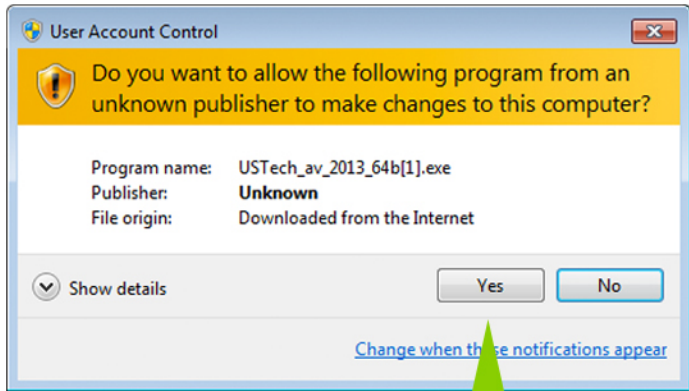 User Account Control
Do you want to allow the following program from an
unknown publisher to make changes to this computer?
Program name: USTech_av_2013_64b[1].exe
Publisher: Unknown
File origin: Downloaded from the Internet
Show details
Yes No
Change when these notifications appear